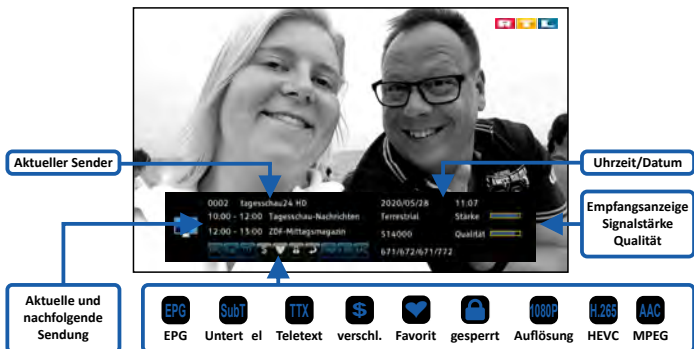 RTL
Aktueller Sender
Uhrzeit/Datum
0002 tagesschau24 HD 2020/05/28 11:07
10:00 - 12:00 Tagesschau-Nachrichten Terrestrial Stärke
12:00 - 13:00 ZDF-Mittagsmagazin 514000 Qualität
$
671/672/671/772
Empfangsanzeige
Signalstärke
Qualität
Aktuelle und
nachfolgende
Sendung
EPG SubT TTX $ 1080P H.265 AAC
EPG Untert el Teletext verschl. Favorit gesperrt Auflösung HEVC MPEG